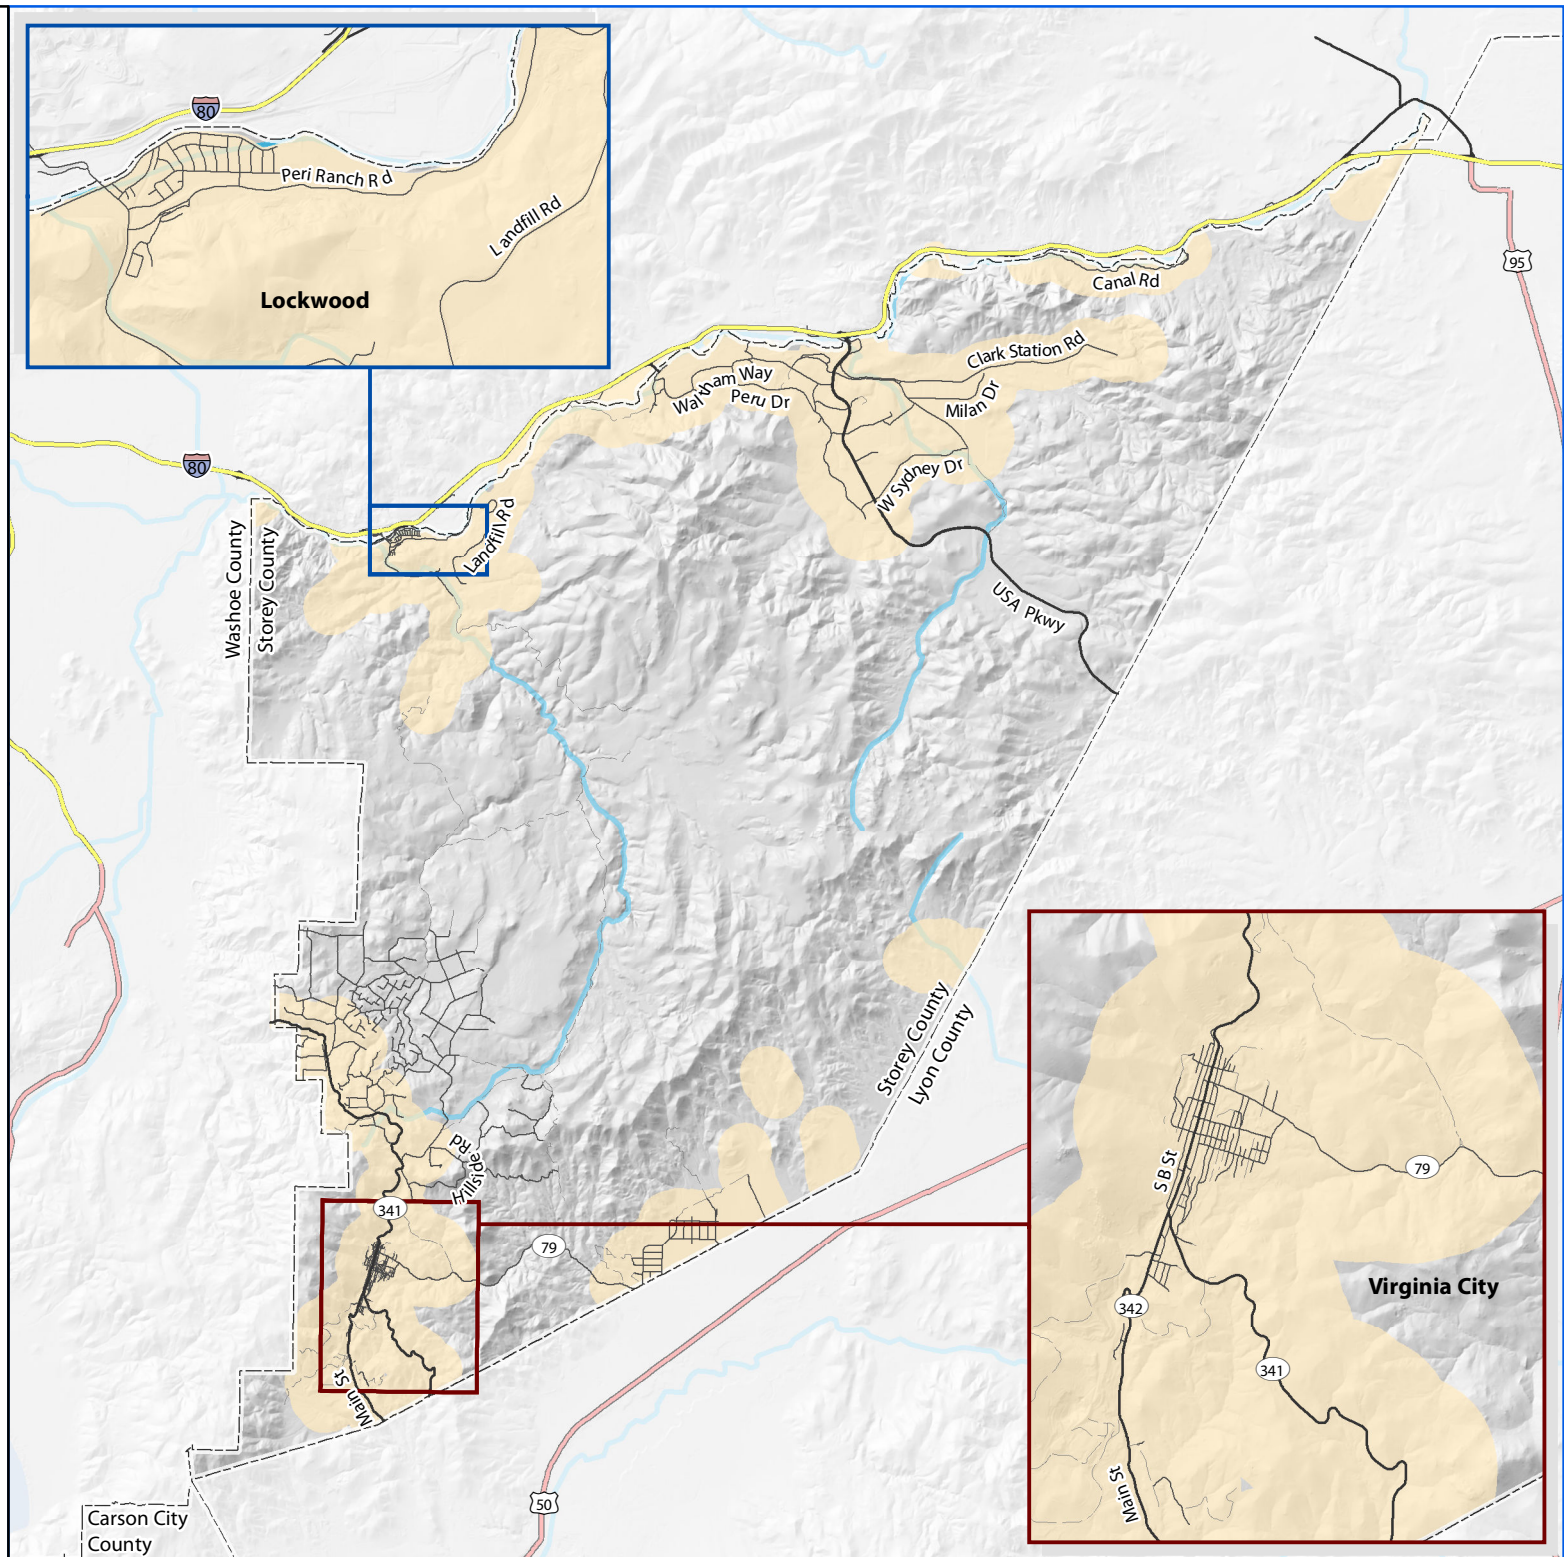 80
Peri Ranch Rd
Landfill Rd
Lockwood
95
Canal Rd
Clark Station Rd
Waltham Way
Peru Dr
Milan Dr
80
W Sydney Dr
Landfill Rd
Washoe County
Storey County
USA Pkwy
Storey County
Lyon County
Hillside Rd
341
79
S B St
79
Virginia City
342
341
Main St
Main St
50
Carson City
County